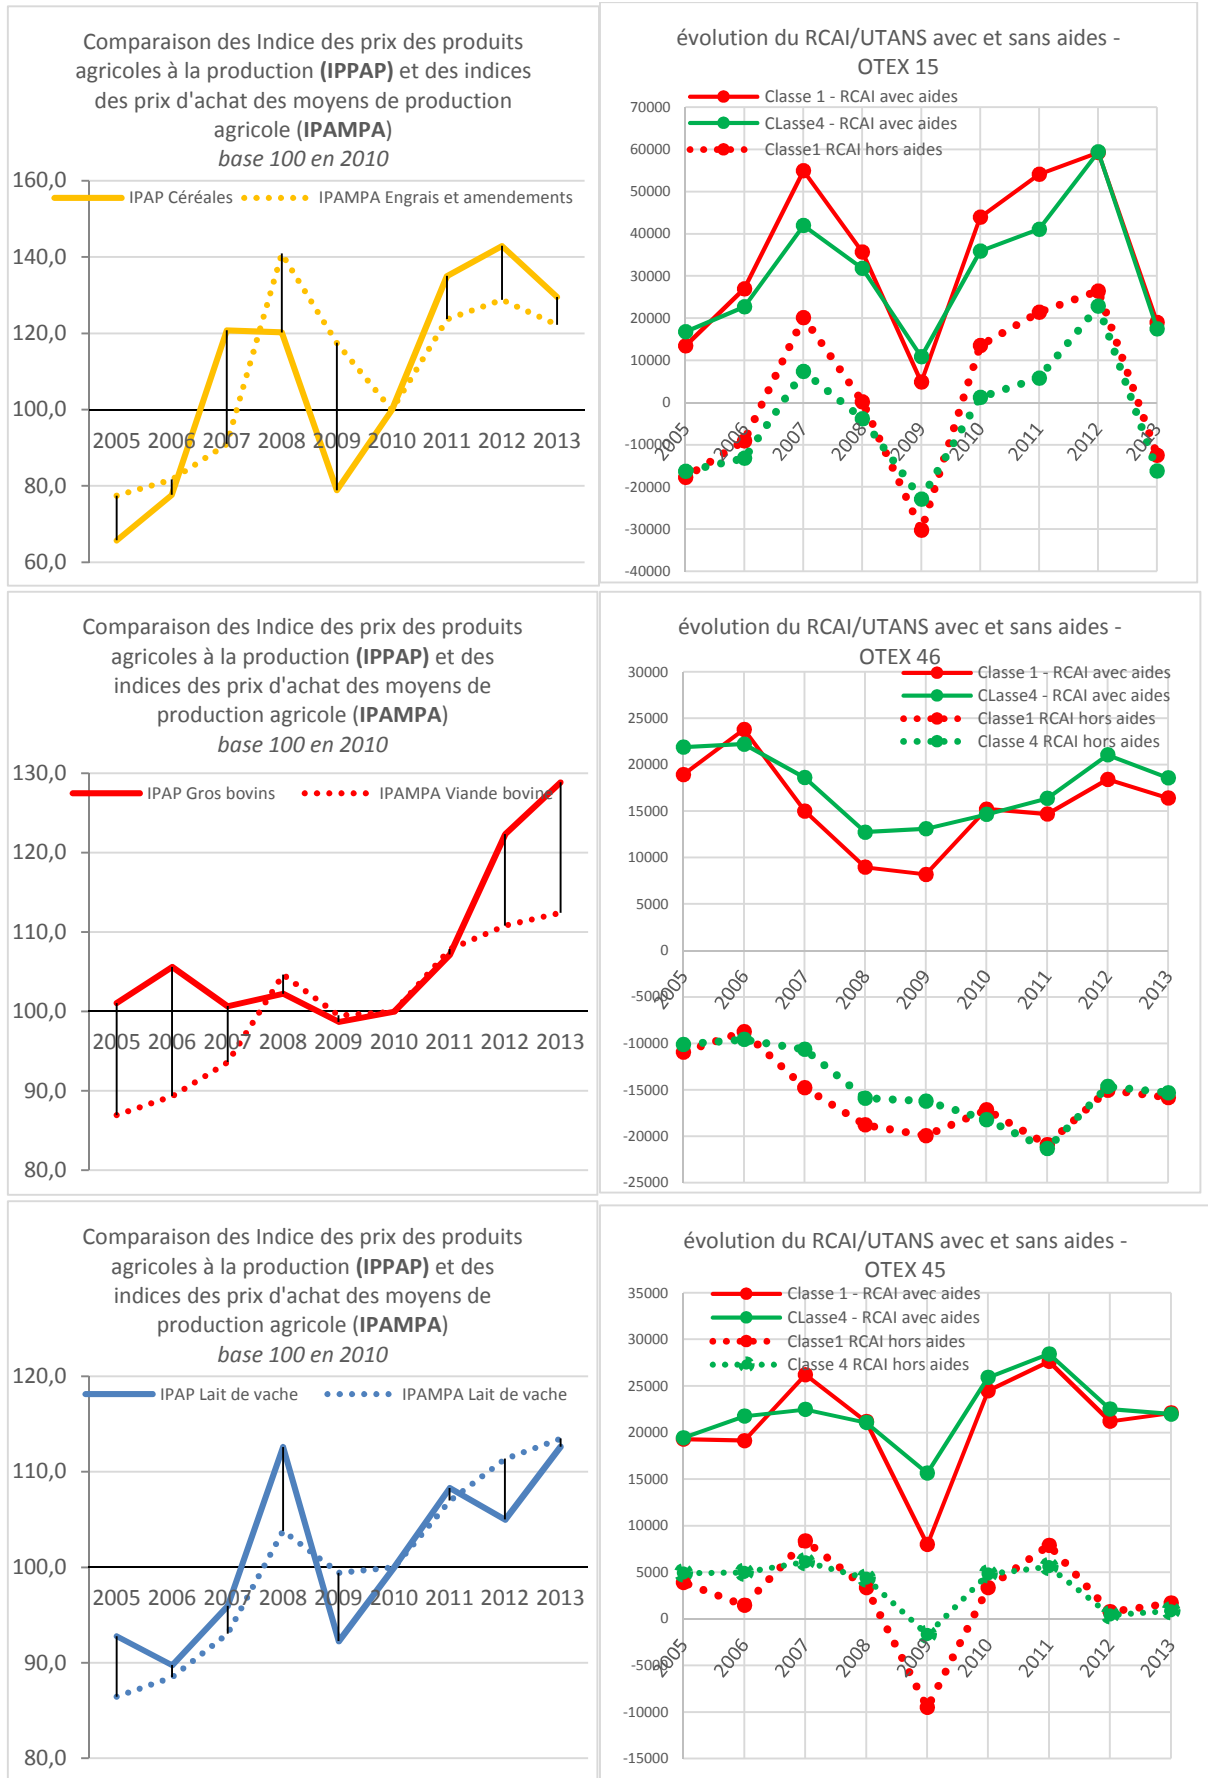 Comparaison des Indice des prix des produits
agricoles à la production (IPPAP) et des indices
des prix d'achat des moyens de production
agricole (IPAMPA)
base 100 en 2010
160,0
IPAP Céréales
IPAMPA Engrais et amendements
140,0
120,0
100,0
2005 2006 2007 2008 2009 2010 2011 2012 2013
80,0
60,0
évolution du RCAI/UTANS avec et sans aides -
OTEX 15
Classe 1 - RCAI avec aides
CLasse4 - RCAI avec aides
Classe1 RCAI hors aides
70000
60000
50000
40000
30000
20000
10000
0
-10000
-20000
-30000
-40000
2005 2006 2007 2008 2009 2010 2011 2012 2013
Comparaison des Indice des prix des produits
agricoles à la production (IPPAP) et des
indices des prix d'achat des moyens de
production agricole (IPAMPA)
base 100 en 2010
130,0
IPAP Gros bovins
IPAMPA Viande bovine
120,0
110,0
100,0
2005 2006 2007 2008 2009 2010 2011 2012 2013
90,0
80,0
évolution du RCAI/UTANS avec et sans aides -
OTEX 46
Classe 1 - RCAI avec aides
CLasse4 - RCAI avec aides
Classe1 RCAI hors aides
Classe 4 RCAI hors aides
30000
25000
20000
15000
10000
5000
0
-5000
-10000
-15000
-20000
-25000
2005 2006 2007 2008 2009 2010 2011 2012 2013
Comparaison des Indice des prix des produits
agricoles à la production (IPPAP) et des
indices des prix d'achat des moyens de
production agricole (IPAMPA)
base 100 en 2010
120,0
IPAP Lait de vache
IPAMPA Lait de vache
110,0
100,0
2005 2006 2007 2008 2009 2010 2011 2012 2013
90,0
80,0
évolution du RCAI/UTANS avec et sans aides -
OTEX 45
Classe 1 - RCAI avec aides
CLasse4 - RCAI avec aides
Classe1 RCAI hors aides
Classe 4 RCAI hors aides
35000
30000
25000
20000
15000
10000
5000
0
-5000
-10000
-15000
2005 2006 2007 2008 2009 2010 2011 2012 2013